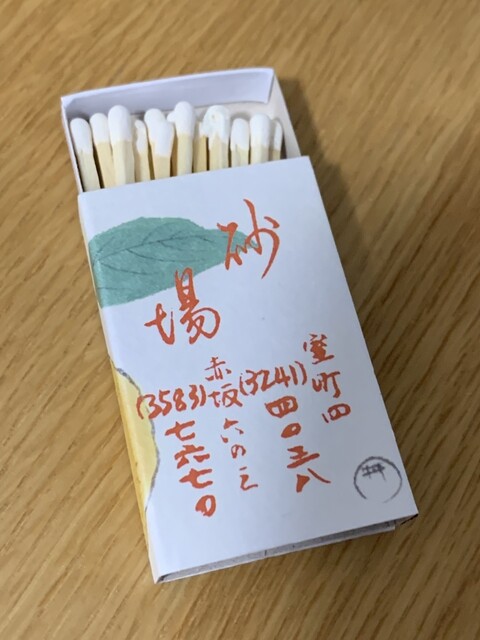 砂場
室町四
(3241)四〇三八
赤坂六の三
(3583)七六七〇